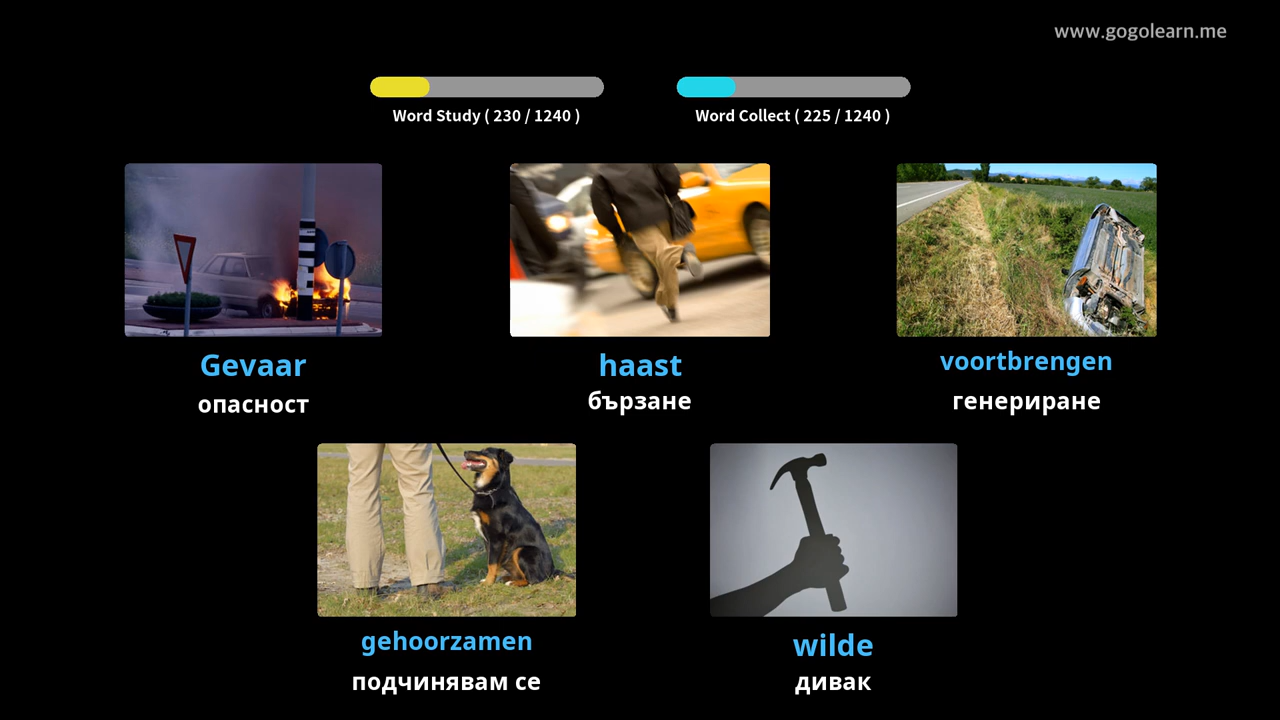 www.gogolearn.me
Word Study ( 230 / 1240 )
Word Collect ( 225 / 1240 )
Gevaar
опасност
haast
бързане
voortbrengen
генериране
gehoorzamen
подчинявам се
wilde
дивак